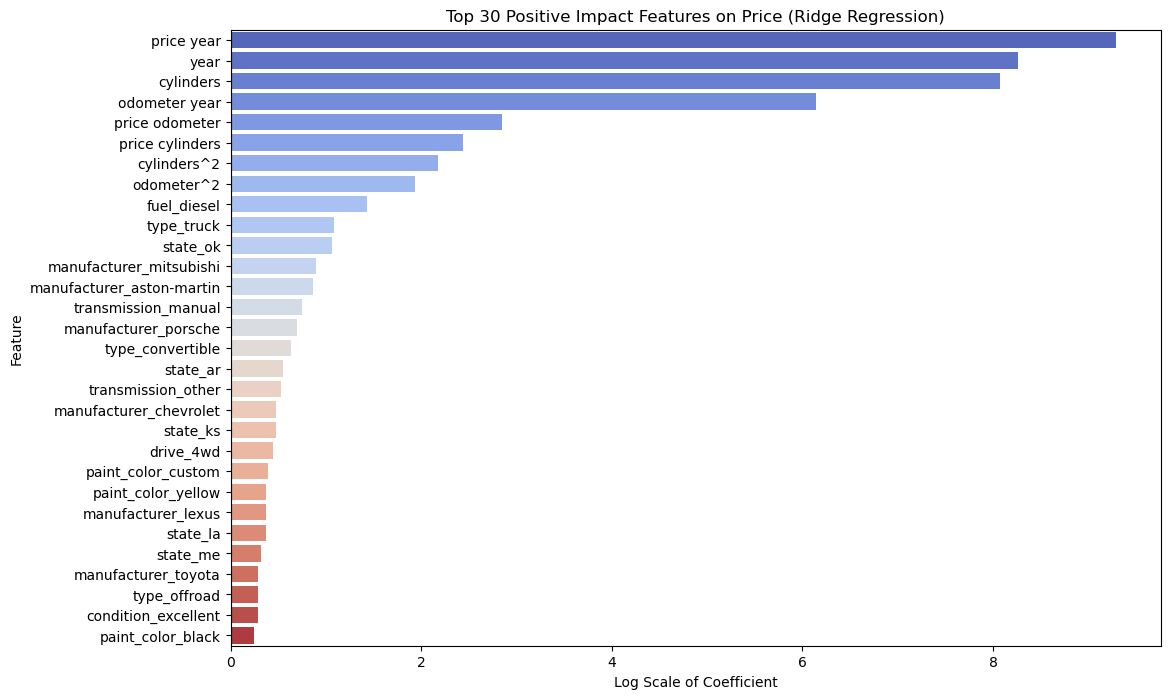 Top 30 Positive Impact Features on Price (Ridge Regression)
price year
year
cylinders
odometer year
price odometer
price cylinders
cylinders^2
odometer^2
fuel_diesel
type_truck
state_ok
manufacturer_mitsubishi
manufacturer_aston-martin
transmission_manual
manufacturer_porsche
type_convertible
state_ar
transmission_other
manufacturer_chevrolet
state_ks
drive_4wd
paint_color_custom
paint_color_yellow
manufacturer_lexus
state_la
state_me
manufacturer_toyota
type_offroad
condition_excellent
paint_color_black
Feature
0 2 4 6 8
Log Scale of Coefficient